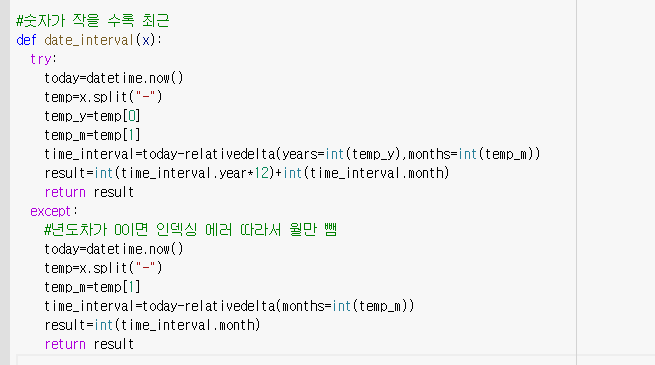 #숫자가 작을 수록 최근
def date_interval(x):
  try:
    today=datetime.now()
    temp=x.split("-")
    temp_y=temp[0]
    temp_m=temp[1]
    time_interval=today-relativedelta(years=int(temp_y),months=int(temp_m))
    result=int(time_interval.year*12)+int(time_interval.month)
    return result
  except:
    #년도차가 0이면 인덱싱 에러 따라서 월만 뺌
    today=datetime.now()
    temp=x.split("-")
    temp_m=temp[1]
    time_interval=today-relativedelta(months=int(temp_m))
    result=int(time_interval.month)
    return result